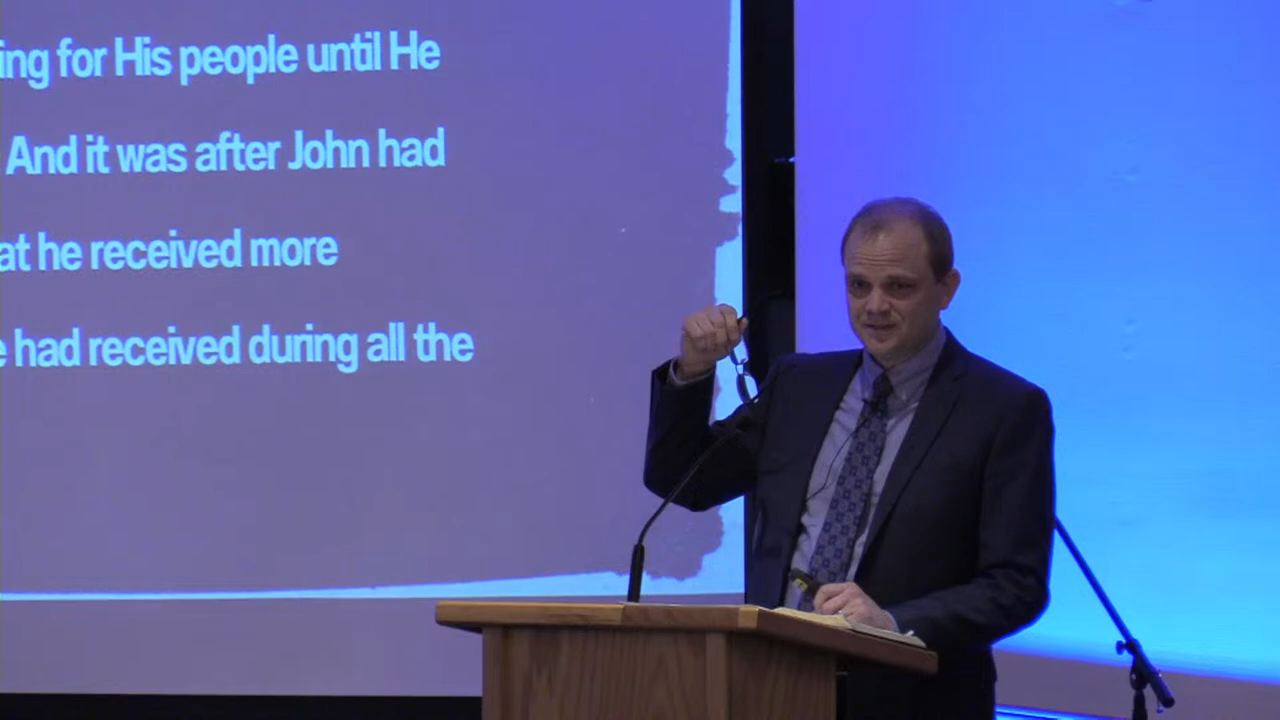 ing for His people until He
And it was after John had
at he received more
had received during all the